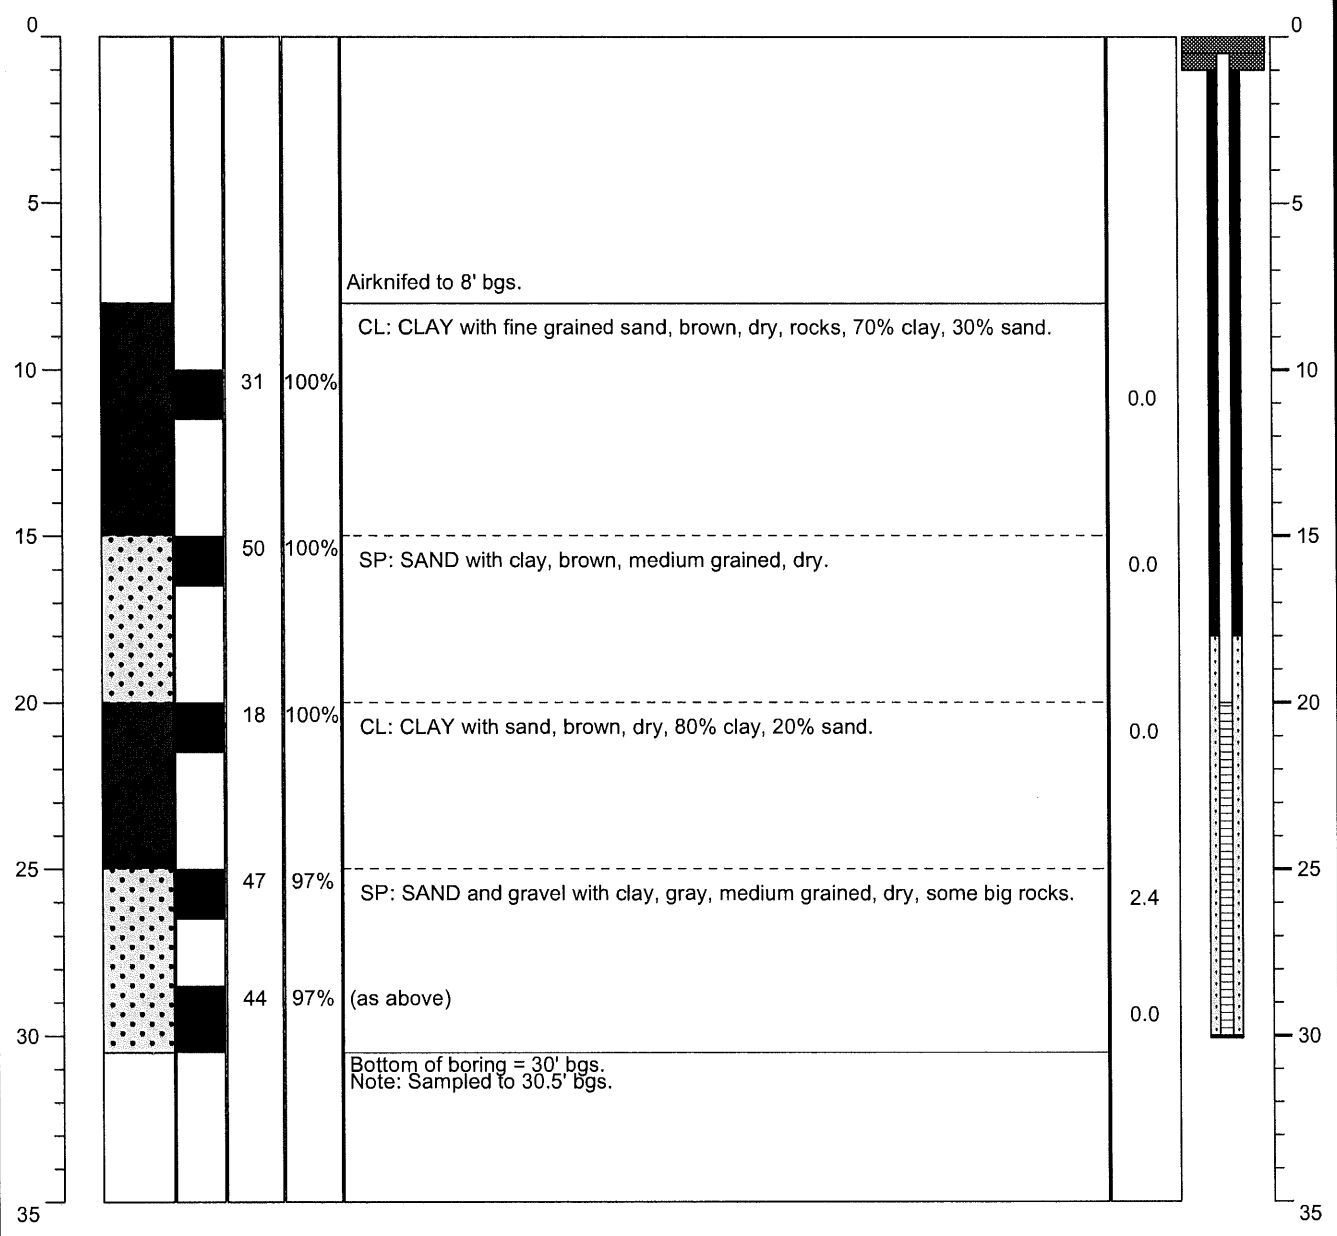 0 0
5 5
Airknifed to 8' bgs.
CL: CLAY with fine grained sand, brown, dry, rocks, 70% clay, 30% sand.
10 31 100% 0.0 10
15 50 100% 15
SP: SAND with clay, brown, medium grained, dry. 0.0
20 18 100% 20
CL: CLAY with sand, brown, dry, 80% clay, 20% sand. 0.0
25 47 97% 25
SP: SAND and gravel with clay, gray, medium grained, dry, some big rocks. 2.4
44 97% (as above) 0.0
30 30
Bottom of boring = 30' bgs.
Note: Sampled to 30.5' bgs.
35 35